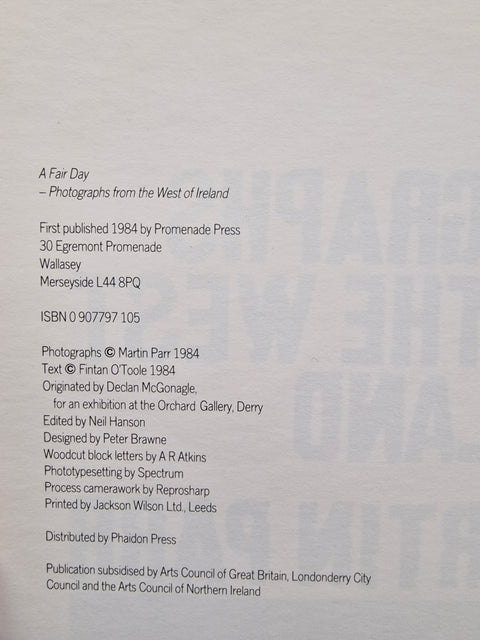 A Fair Day
– Photographs from the West of Ireland
First published 1984 by Promenade Press
30 Egremont Promenade
Wallasey
Merseyside L44 8PQ
ISBN 0 907797 105
Photographs © Martin Parr 1984
Text © Fintan O'Toole 1984
Originated by Declan McGonagle,
for an exhibition at the Orchard Gallery, Derry
Edited by Neil Hanson
Designed by Peter Brawne
Woodcut block letters by A R Atkins
Phototypesetting by Spectrum
Process camerawork by Reprosharp
Printed by Jackson Wilson Ltd., Leeds
Distributed by Phaidon Press
Publication subsidised by Arts Council of Great Britain, Londonderry City
Council and the Arts Council of Northern Ireland